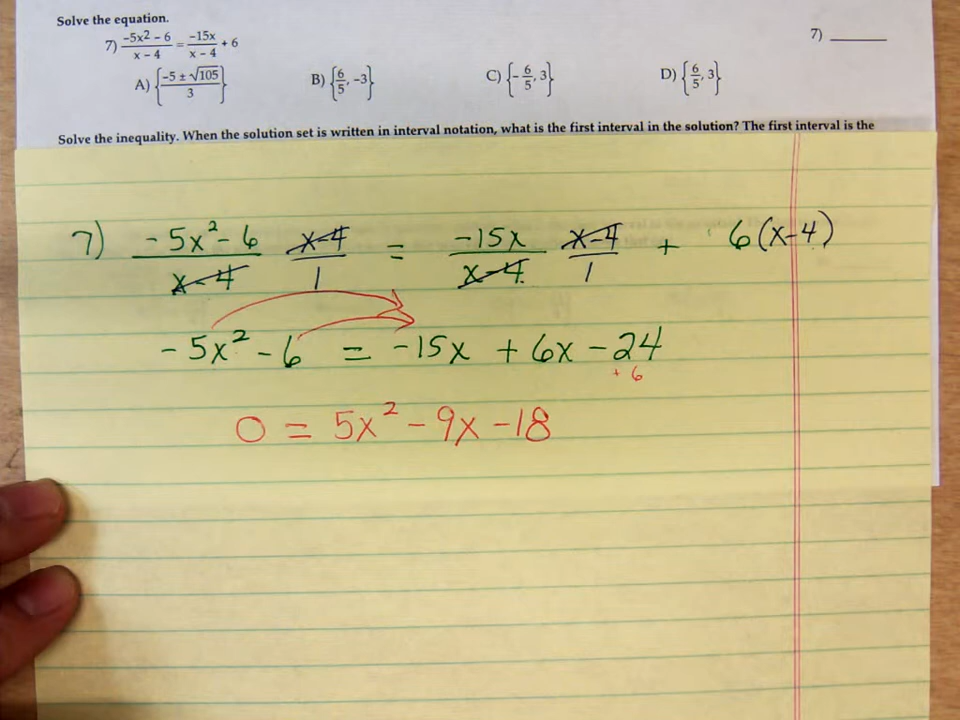 Solve the equation.
7) (-5x2 - 6)/(x - 4) = (-15x)/(x - 4) + 6
7) ______
A) {(-5 ± √105)/3} B) {6/5, -3} C) {-6/5, 3} D) {6/5, 3}
Solve the inequality. When the solution set is written in interval notation, what is the first interval in the solution? The first interval is the
7) (-5x² - 6)/(x-4) (x-4)/1 = (-15x)/(x-4) (x-4)/1 + 6(x-4)
-5x² - 6 = -15x + 6x - 24
+ 6
0 = 5x² - 9x - 18